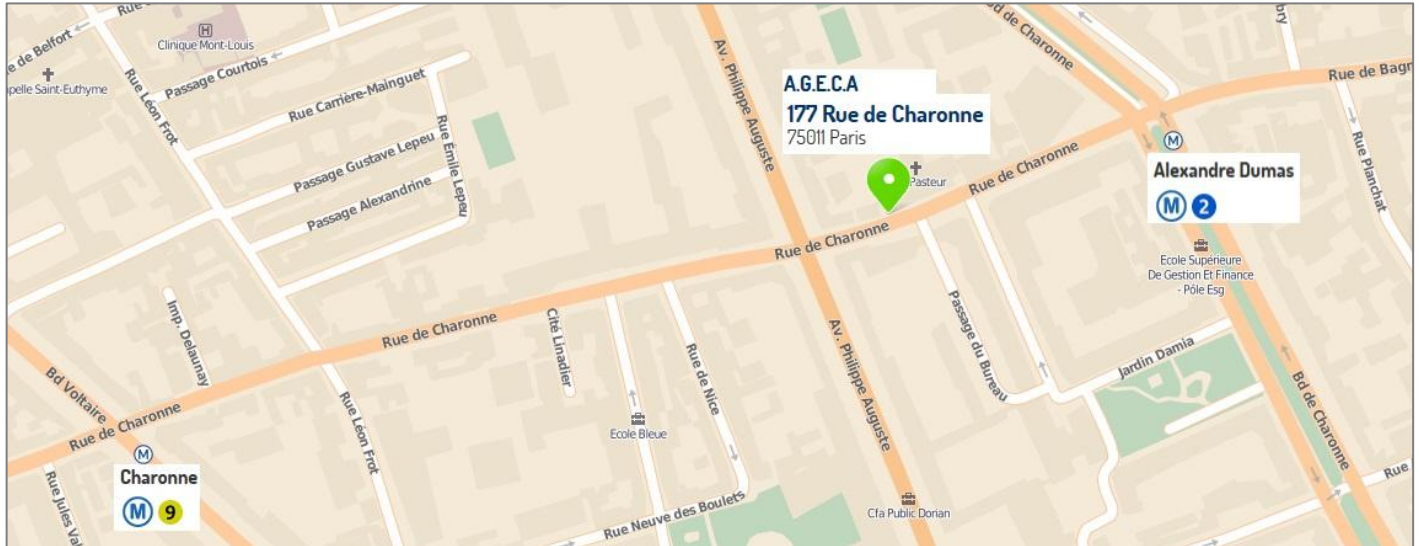 e de Belfort
Clinique Mont-Louis
Passage Courtois
apelle Saint-Euthyme
Rue Carrière-Mainguet
Rue Léon Frot
Rue Émile Lepeu
Passage Gustave Lepeu
Passage Alexandrine
Av. Philippe Auguste
Bd de Charonne
bry
Rue de Bagn
A.G.E.C.A
177 Rue de Charonne
75011 Paris
Pasteur
Rue de Charonne
Alexandre Dumas
M 2
M
Rue Planchat
Rue de Charonne
Ecole Supérieure
De Gestion Et Finance
- Pôle Esg
Imp. Delaunay
Rue de Charonne
Cité Linadier
Rue de Nice
Av. Philippe Auguste
Passage du Bureau
Jardin Damia
Bd de Charonne
Bd Voltaire
Rue de Charonne
Rue Léon Frot
Ecole Bleue
M
Charonne
M 9
Rue Jules Val
Rue Neuve des Boulets
Cfa Public Dorian
Rue
H